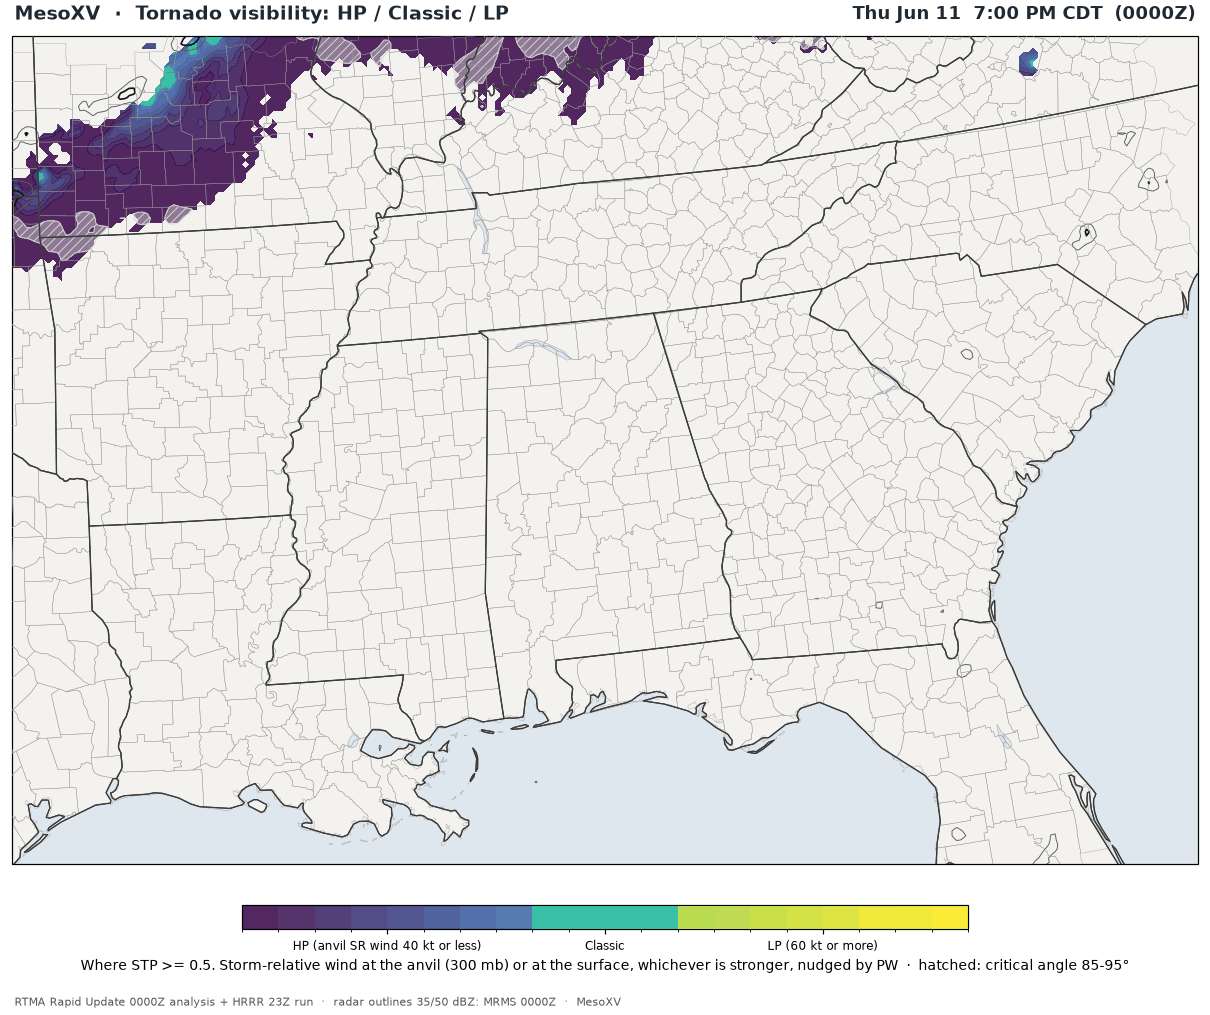 MesoXV · Tornado visibility: HP / Classic / LP
Thu Jun 11 7:00 PM CDT (0000Z)
HP (anvil SR wind 40 kt or less)
Classic
LP (60 kt or more)
Where STP >= 0.5. Storm-relative wind at the anvil (300 mb) or at the surface, whichever is stronger, nudged by PW · hatched: critical angle 85-95°
RTMA Rapid Update 0000Z analysis + HRRR 23Z run · radar outlines 35/50 dBZ: MRMS 0000Z · MesoXV